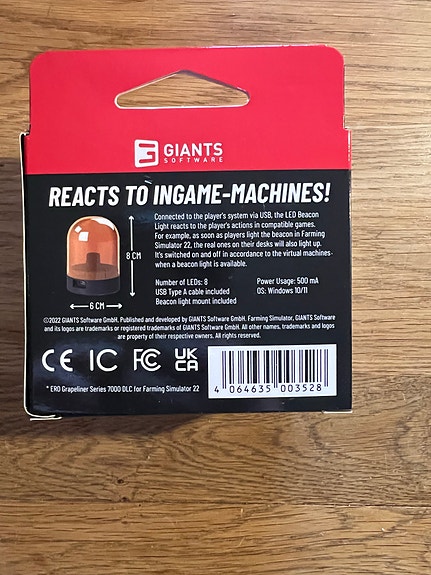 GIANTS
SOFTWARE
REACTS TO INGAME-MACHINES!
Connected to the player's system via USB, the LED Beacon
Light reacts to the player's actions in compatible games.
For example, as soon as players light the beacon in Farming
Simulator 22, the real ones on their desks will also light up.
It's switched on and off in accordance to the virtual machines-
when a beacon light is available.
8 CM
6 CM
Number of LEDs: 8
USB Type A cable included
Beacon light mount included
Power Usage: 500 mA
OS: Windows 10/11
©2022 GIANTS Software GmbH. Published and developed by GIANTS Software GmbH. Farming Simulator, GIANTS Software
and its logos are trademarks or registered trademarks of GIANTS Software GmbH. All other names, trademarks and logos
are property of their respective owners. All rights reserved.
CE IC FC UK
CA
4 064635 003528
* ERO Grapeliner Series 7000 DLC for Farming Simulator 22